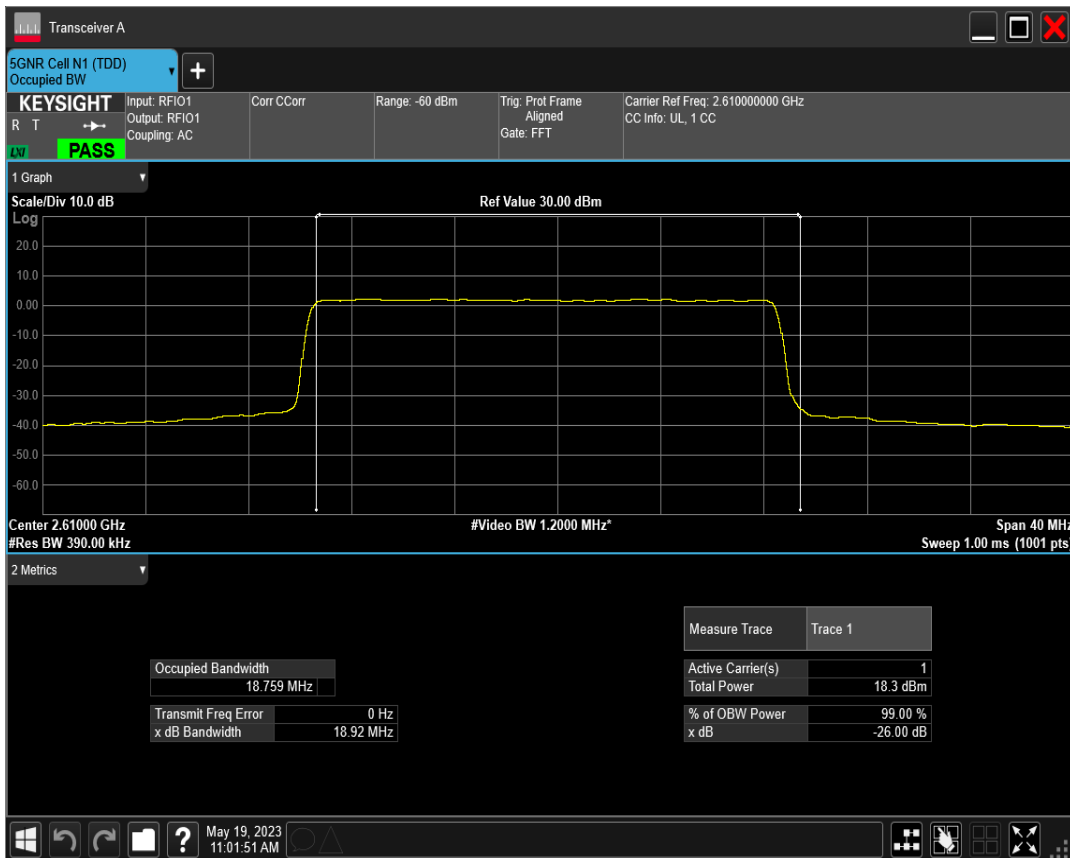 Transceiver A
5GNR Cell N1 (TDD)
Occupied BW
+
KEYSIGHT
R T
LXI
PASS
Input: RFIO1
Output: RFIO1
Coupling: AC
Corr CCorr
Range: -60 dBm
Trig: Prot Frame
Aligned
Gate: FFT
Carrier Ref Freq: 2.610000000 GHz
CC Info: UL, 1 CC
1 Graph
Scale/Div 10.0 dB
Ref Value 30.00 dBm
Log
20.0
10.0
0.00
-10.0
-20.0
-30.0
-40.0
-50.0
-60.0
Center 2.61000 GHz
#Video BW 1.2000 MHz*
Span 40 MHz
#Res BW 390.00 kHz
Sweep 1.00 ms (1001 pts)
2 Metrics
Measure Trace Trace 1
Occupied Bandwidth
18.759 MHz
Active Carrier(s) 1
Total Power 18.3 dBm
Transmit Freq Error 0 Hz
x dB Bandwidth 18.92 MHz
% of OBW Power 99.00 %
x dB -26.00 dB
?
May 19, 2023
11:01:51 AM